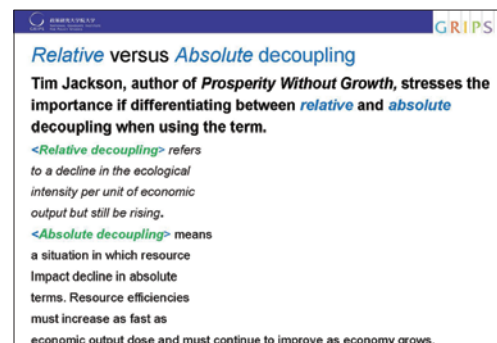 GRIPS
Relative versus Absolute decoupling
Tim Jackson, author of Prosperity Without Growth, stresses the
importance if differentiating between relative and absolute
decoupling when using the term.
<Relative decoupling> refers
to a decline in the ecological
intensity per unit of economic
output but still be rising.
<Absolute decoupling> means
a situation in which resource
Impact decline in absolute
terms. Resource efficiencies
must increase as fast as
economic output dose and must continue to improve as economy grows.